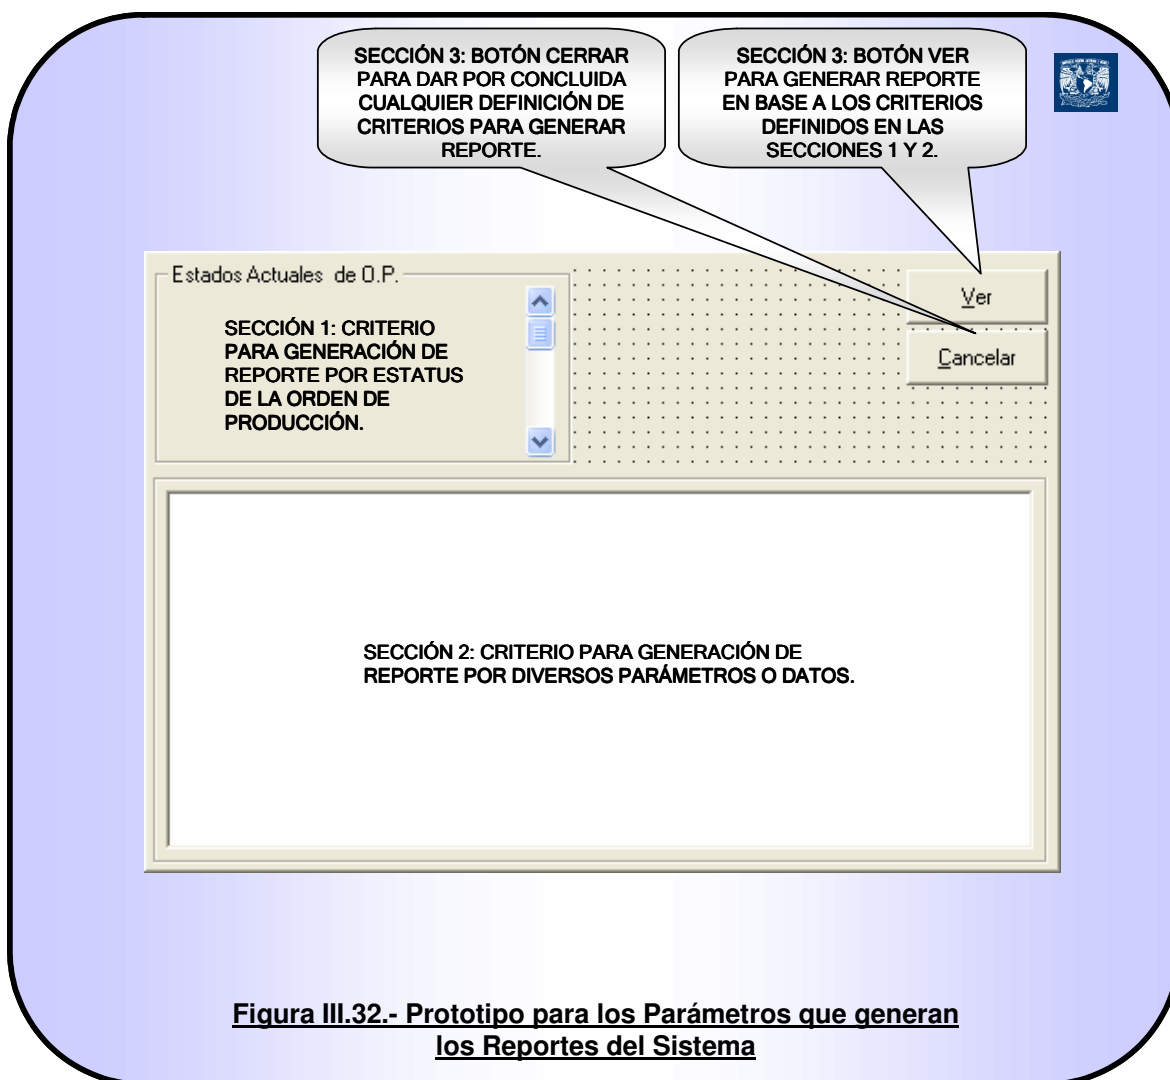 SECCIÓN 3: BOTÓN CERRAR
PARA DAR POR CONCLUIDA
CUALQUIER DEFINICIÓN DE
CRITERIOS PARA GENERAR
REPORTE.
SECCIÓN 3: BOTÓN VER
PARA GENERAR REPORTE
EN BASE A LOS CRITERIOS
DEFINIDOS EN LAS
SECCIONES 1 Y 2.
Estados Actuales de O.P.
SECCIÓN 1: CRITERIO
PARA GENERACIÓN DE
REPORTE POR ESTATUS
DE LA ORDEN DE
PRODUCCIÓN.
Ver
Cancelar
SECCIÓN 2: CRITERIO PARA GENERACIÓN DE
REPORTE POR DIVERSOS PARÁMETROS O DATOS.
Figura III.32.- Prototipo para los Parámetros que generan
los Reportes del Sistema